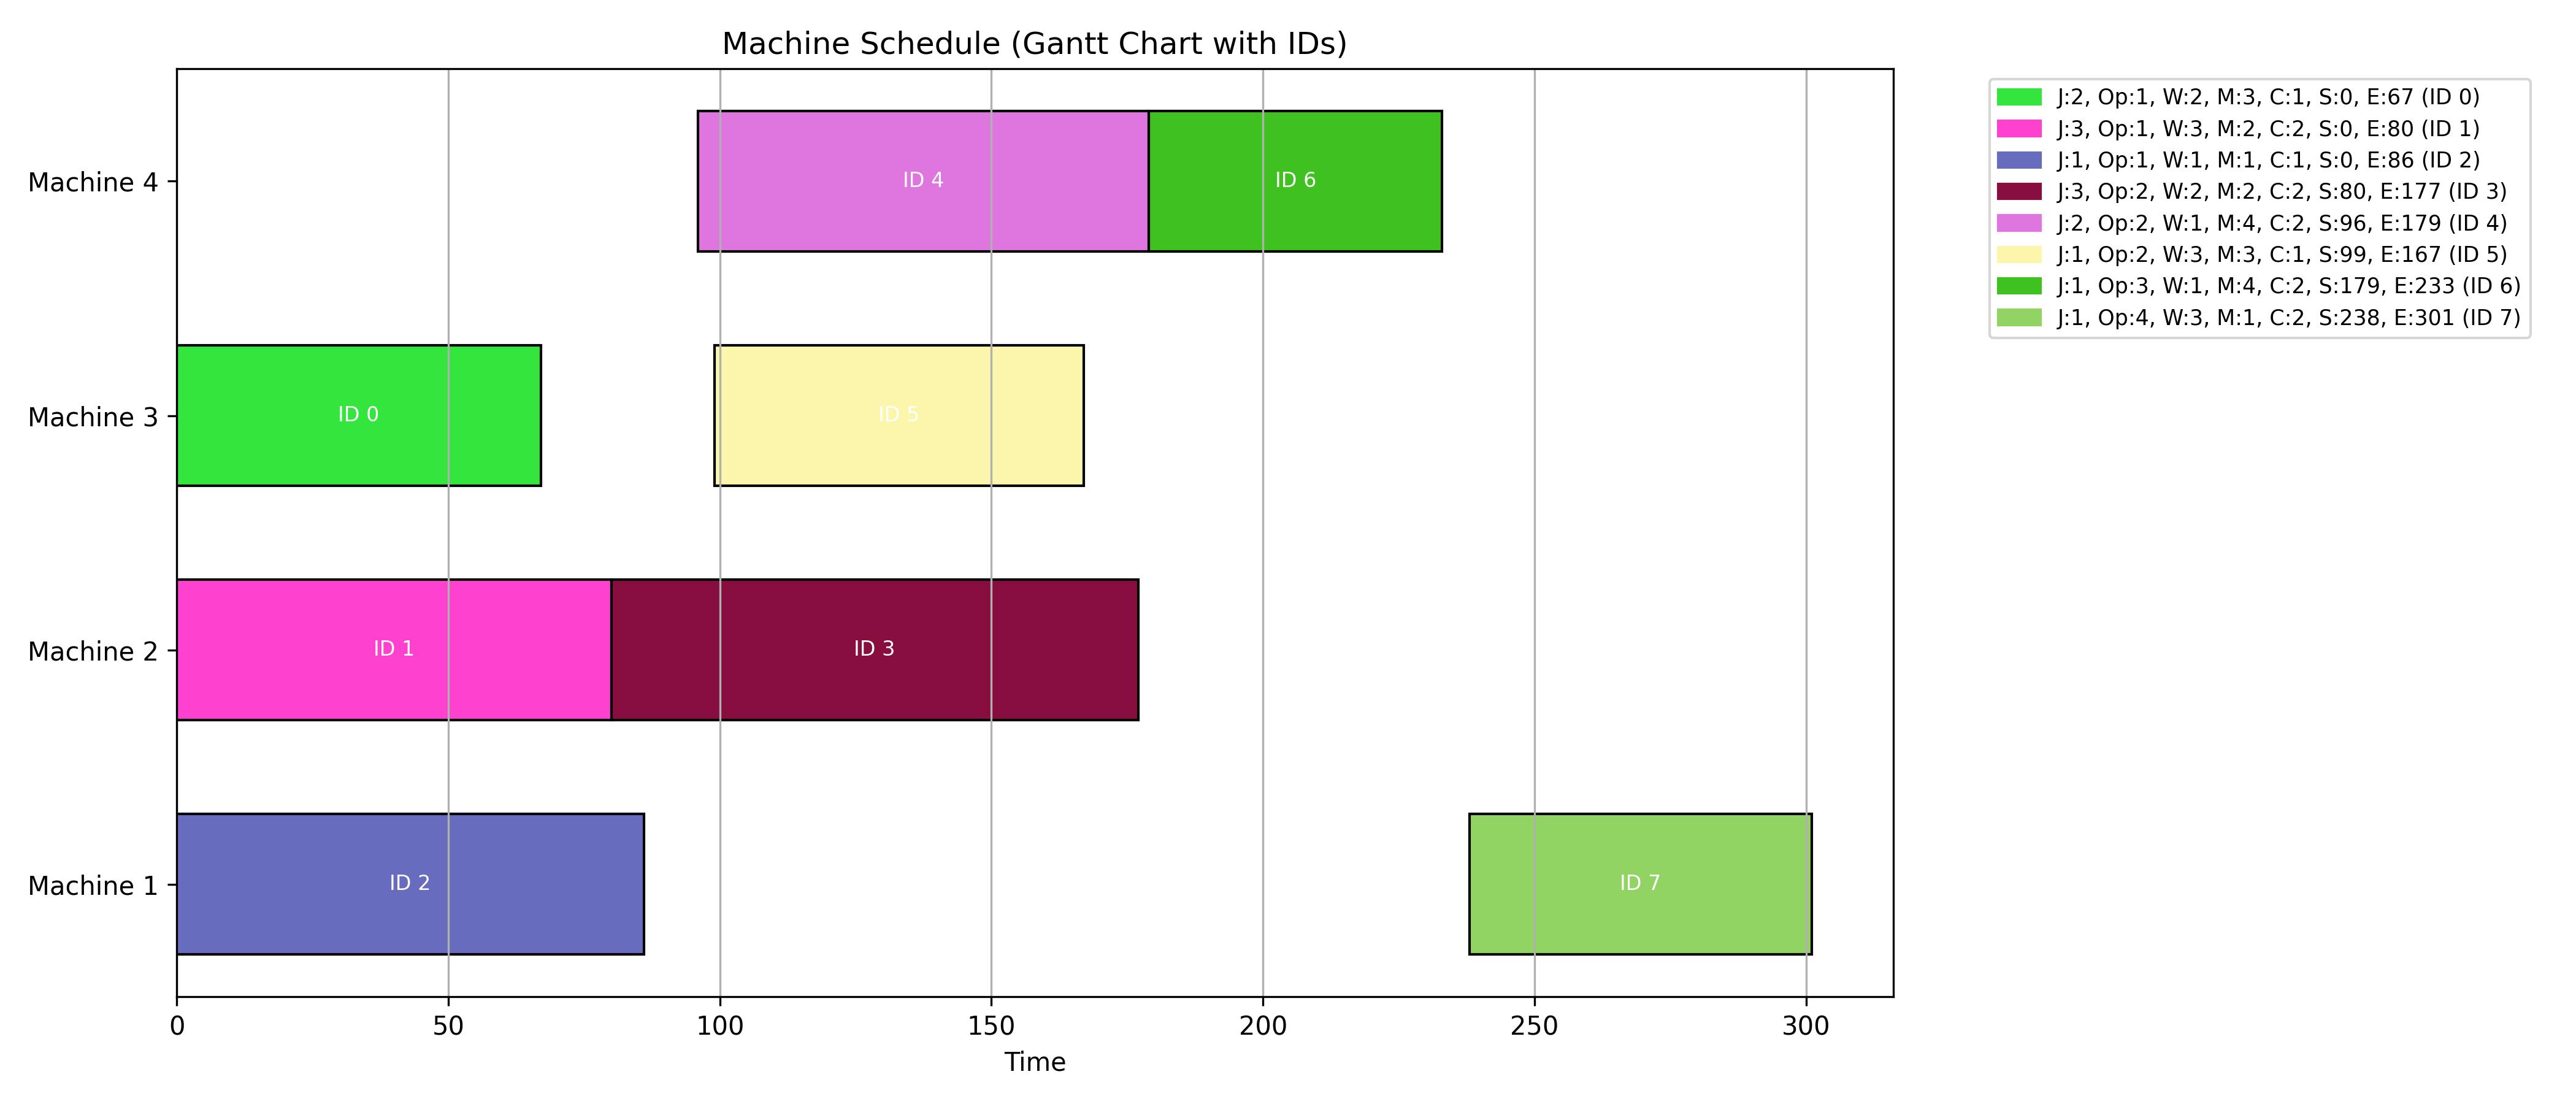 Machine Schedule (Gantt Chart with IDs)
J:2, Op:1, W:2, M:3, C:1, S:0, E:67 (ID 0)
J:3, Op:1, W:3, M:2, C:2, S:0, E:80 (ID 1)
J:1, Op:1, W:1, M:1, C:1, S:0, E:86 (ID 2)
J:3, Op:2, W:2, M:2, C:2, S:80, E:177 (ID 3)
J:2, Op:2, W:1, M:4, C:2, S:96, E:179 (ID 4)
J:1, Op:2, W:3, M:3, C:1, S:99, E:167 (ID 5)
J:1, Op:3, W:1, M:4, C:2, S:179, E:233 (ID 6)
J:1, Op:4, W:3, M:1, C:2, S:238, E:301 (ID 7)
Machine 4 ID 4 ID 6
Machine 3 ID 0 ID 5
Machine 2 ID 1 ID 3
Machine 1 ID 2 ID 7
0 50 100 150 200 250 300
Time